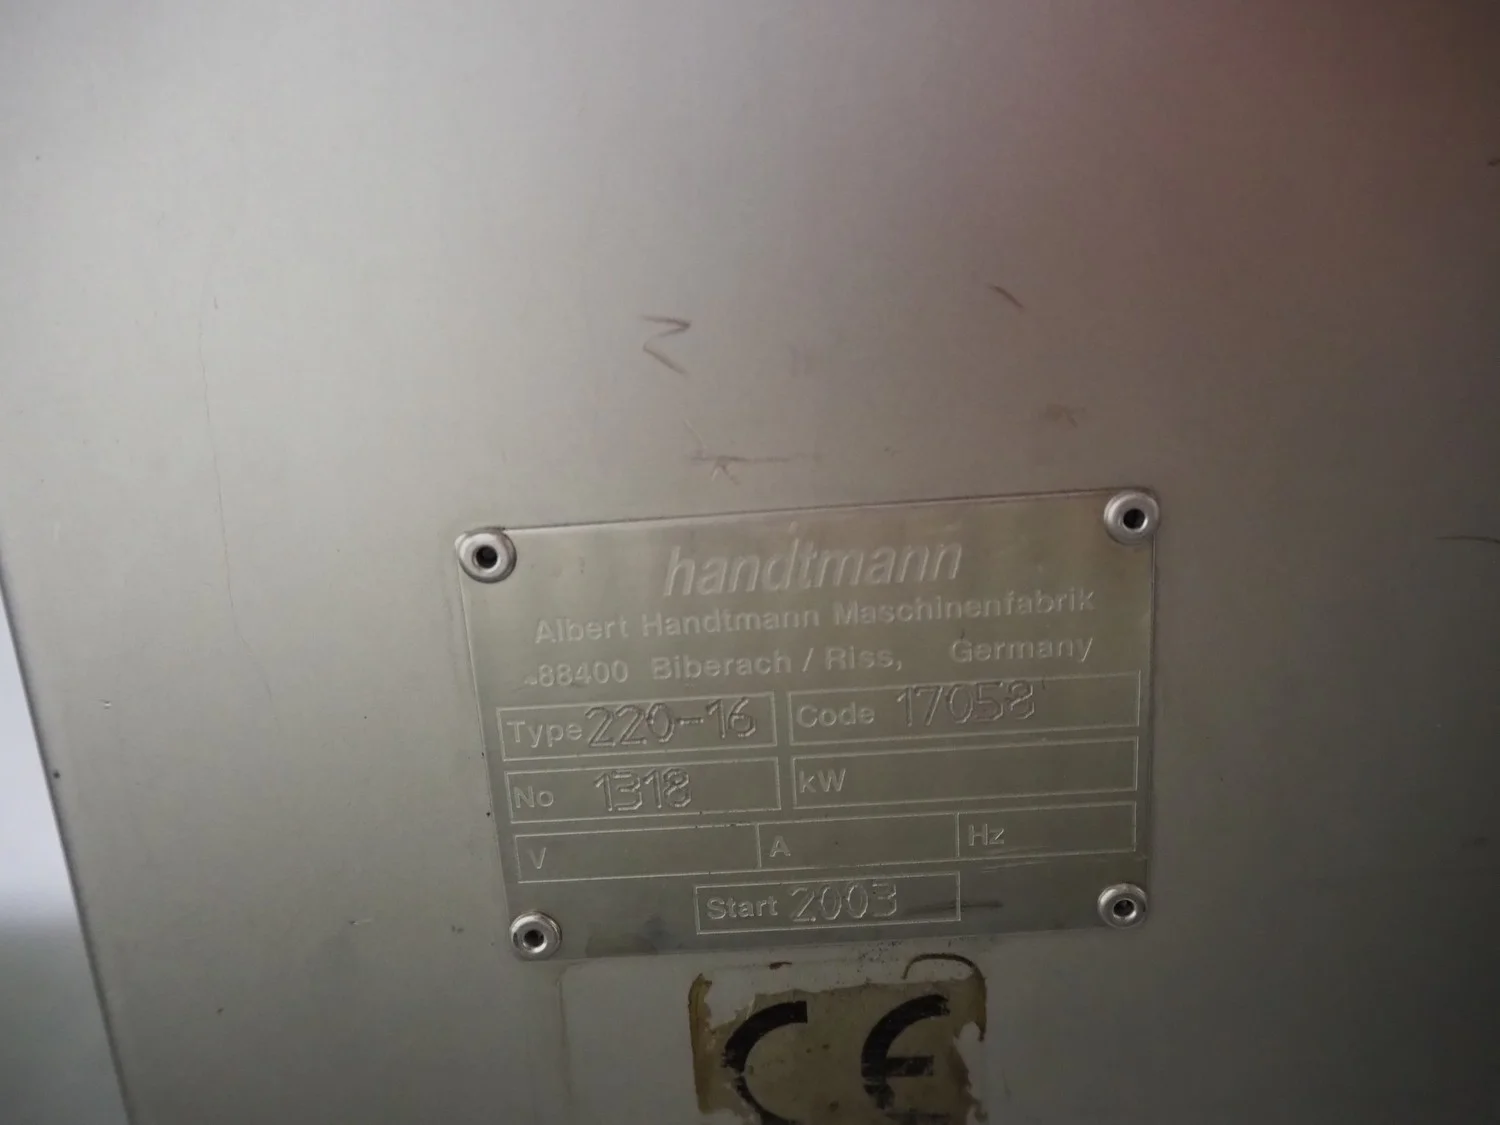 handtmann
Albert Handtmann Maschinenfabrik
-88400 Biberach / Riss, Germany
Type 220-16 Code 17058
No 1318 kW
V A Hz
Start 2003
CE